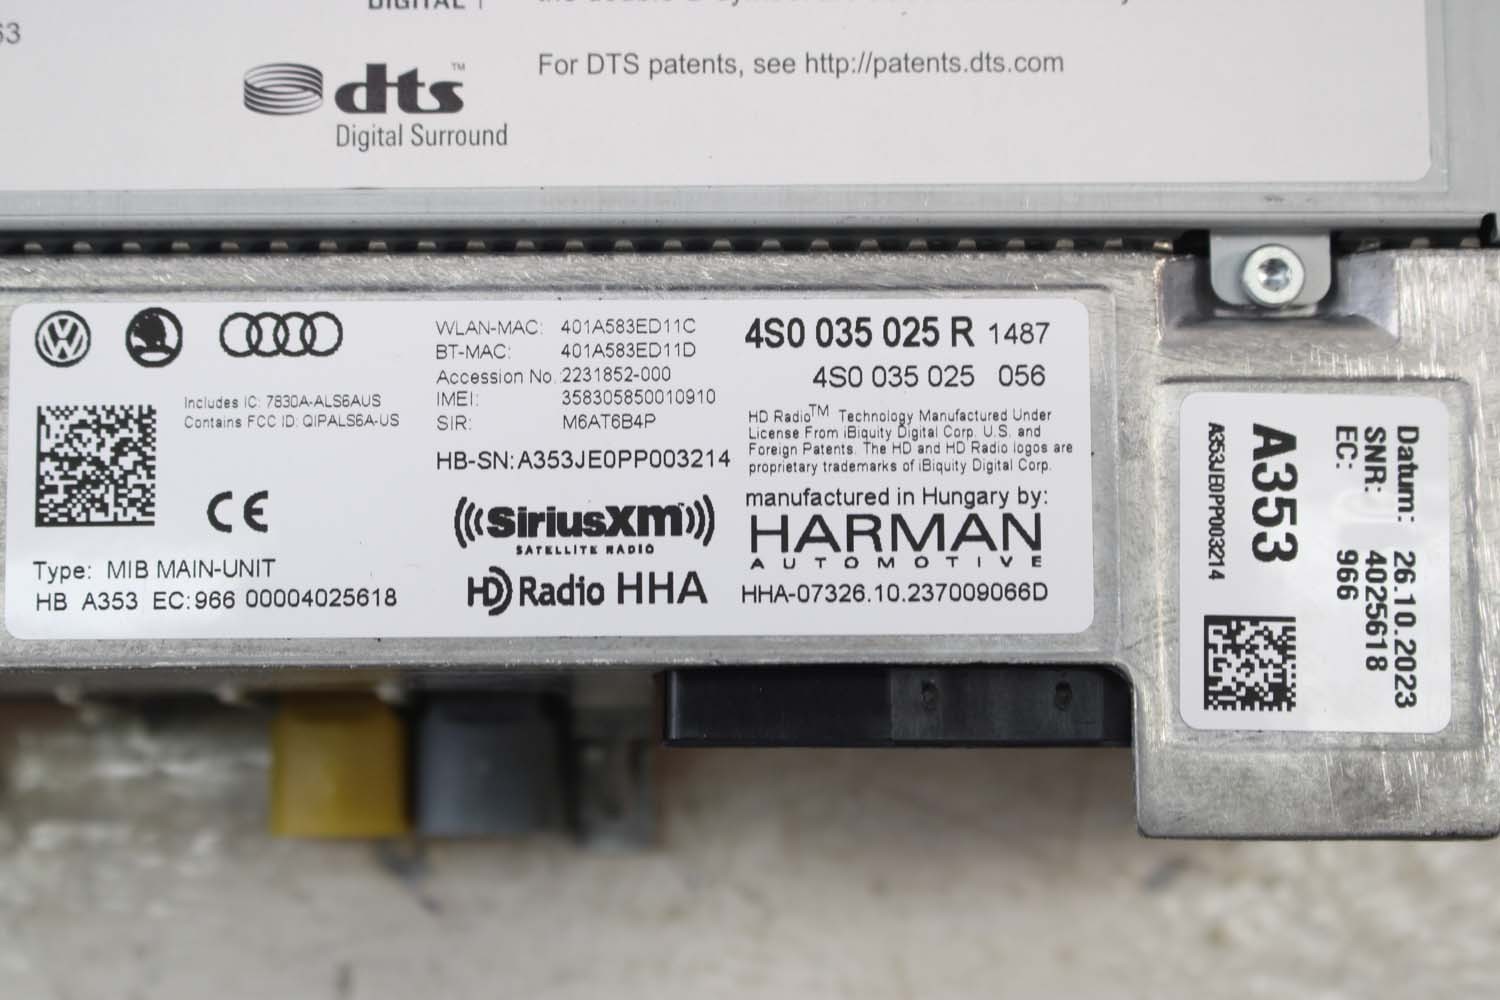 DIGITAL
63
dts™
Digital Surround
For DTS patents, see http://patents.dts.com
Includes IC: 7830A-ALS6AUS
Contains FCC ID: QIPALS6A-US
CE
Type: MIB MAIN-UNIT
HB A353 EC:966 00004025618
WLAN-MAC: 401A583ED11C
BT-MAC: 401A583ED11D
Accession No.:2231852-000
IMEI: 358305850010910
SIR: M6AT6B4P
HB-SN:A353JE0PP003214
SiriusXM
SATELLITE RADIO
HD Radio HHA
4S0 035 025 R 1487
4S0 035 025 056
HD Radio™ Technology Manufactured Under
License From iBiquity Digital Corp. U.S. and
Foreign Patents. The HD and HD Radio logos are
proprietary trademarks of iBiquity Digital Corp.
manufactured in Hungary by:
HARMAN
AUTOMOTIVE
HHA-07326.10.237009066D
Datum: 26.10.2023
SNR: 4025618
EC: 966
A353
A353JE0PP003214